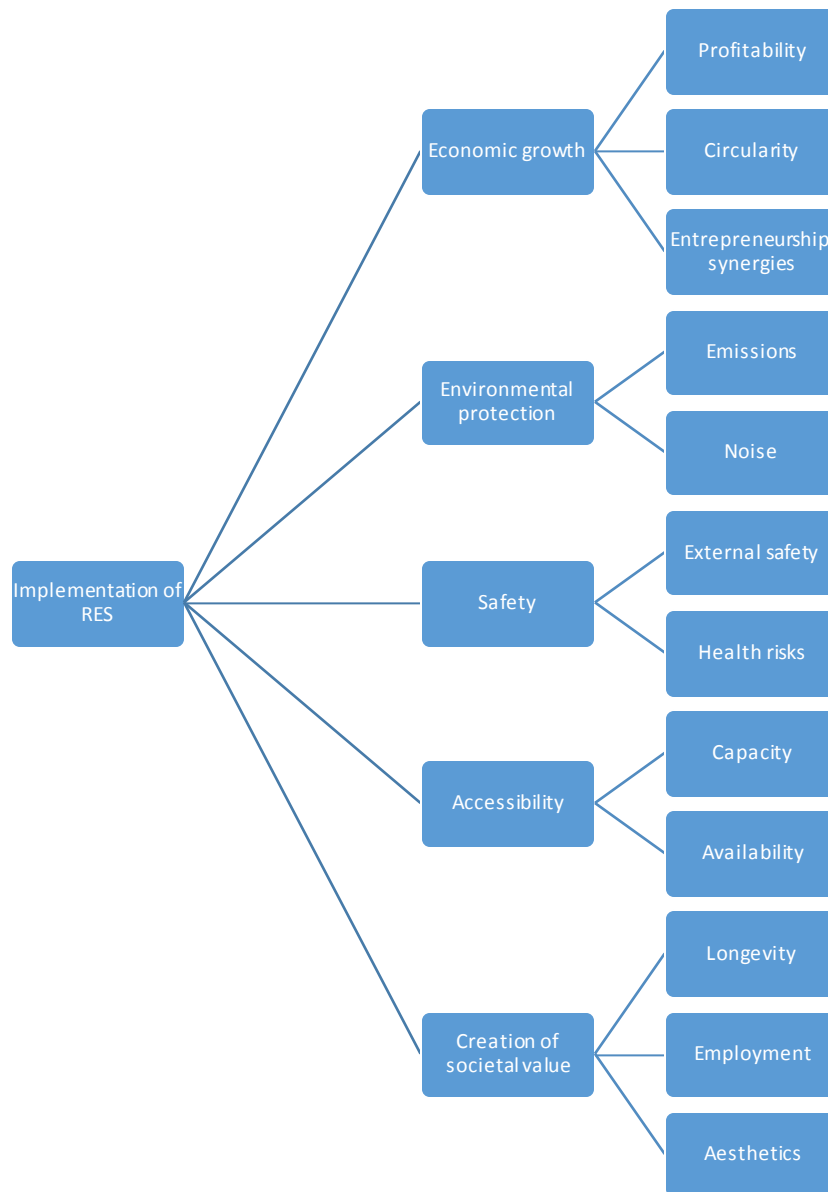 Profitability
Economic growth
Circularity
Entrepreneurship
synergies
Emissions
Environmental
protection
Noise
Implementation of
RES
External safety
Safety
Health risks
Capacity
Accessibility
Availability
Longevity
Creation of
societal value
Employment
Aesthetics